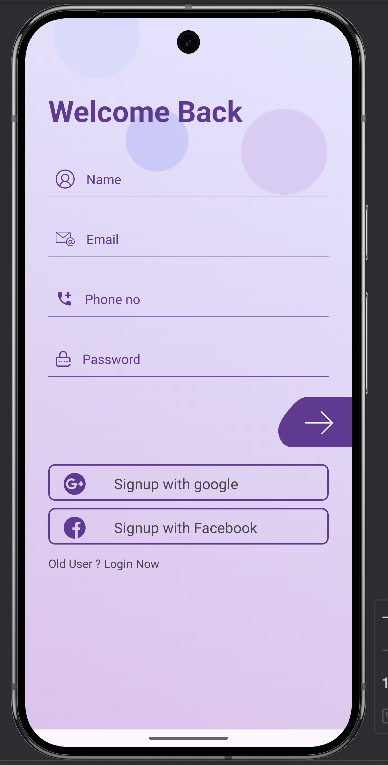 Welcome Back
Name
Email
Phone no
Password
Signup with google
Signup with Facebook
Old User ? Login Now